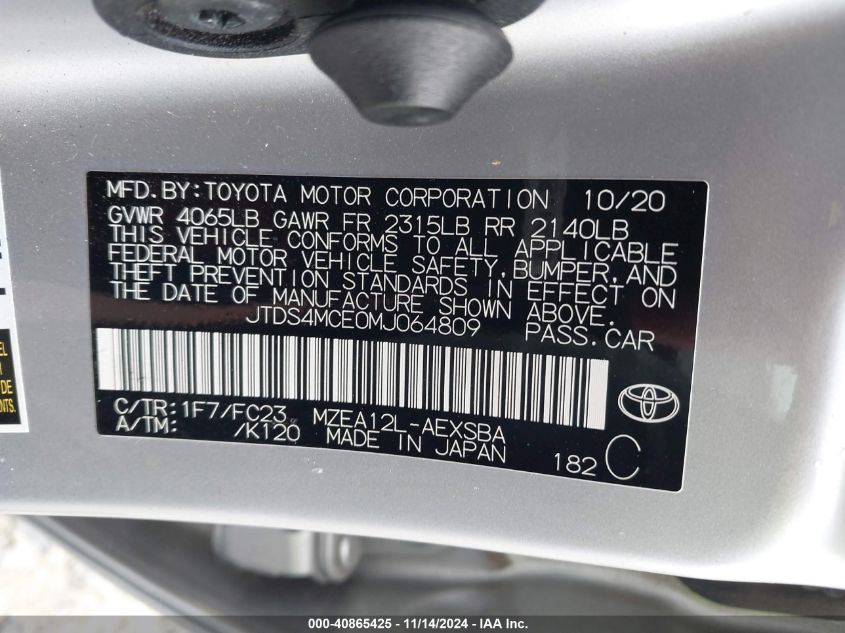 MFD. BY: TOYOTA MOTOR CORPORATION 10/20
GVWR 4065LB GAWR FR 2315LB RR 2140LB
THIS VEHICLE CONFORMS TO ALL APPLICABLE
FEDERAL MOTOR VEHICLE SAFETY, BUMPER, AND
THEFT PREVENTION STANDARDS IN EFFECT ON
THE DATE OF MANUFACTURE SHOWN ABOVE.
JTDS4MCE0MJ064809 PASS. CAR
C/TR: 1F7/FC23 MZEA12L-AEXSBA
A/TM: /K120 MADE IN JAPAN
182 C
EL
DE
NTS.
000-40865425 - 11/14/2024 - IAA Inc.